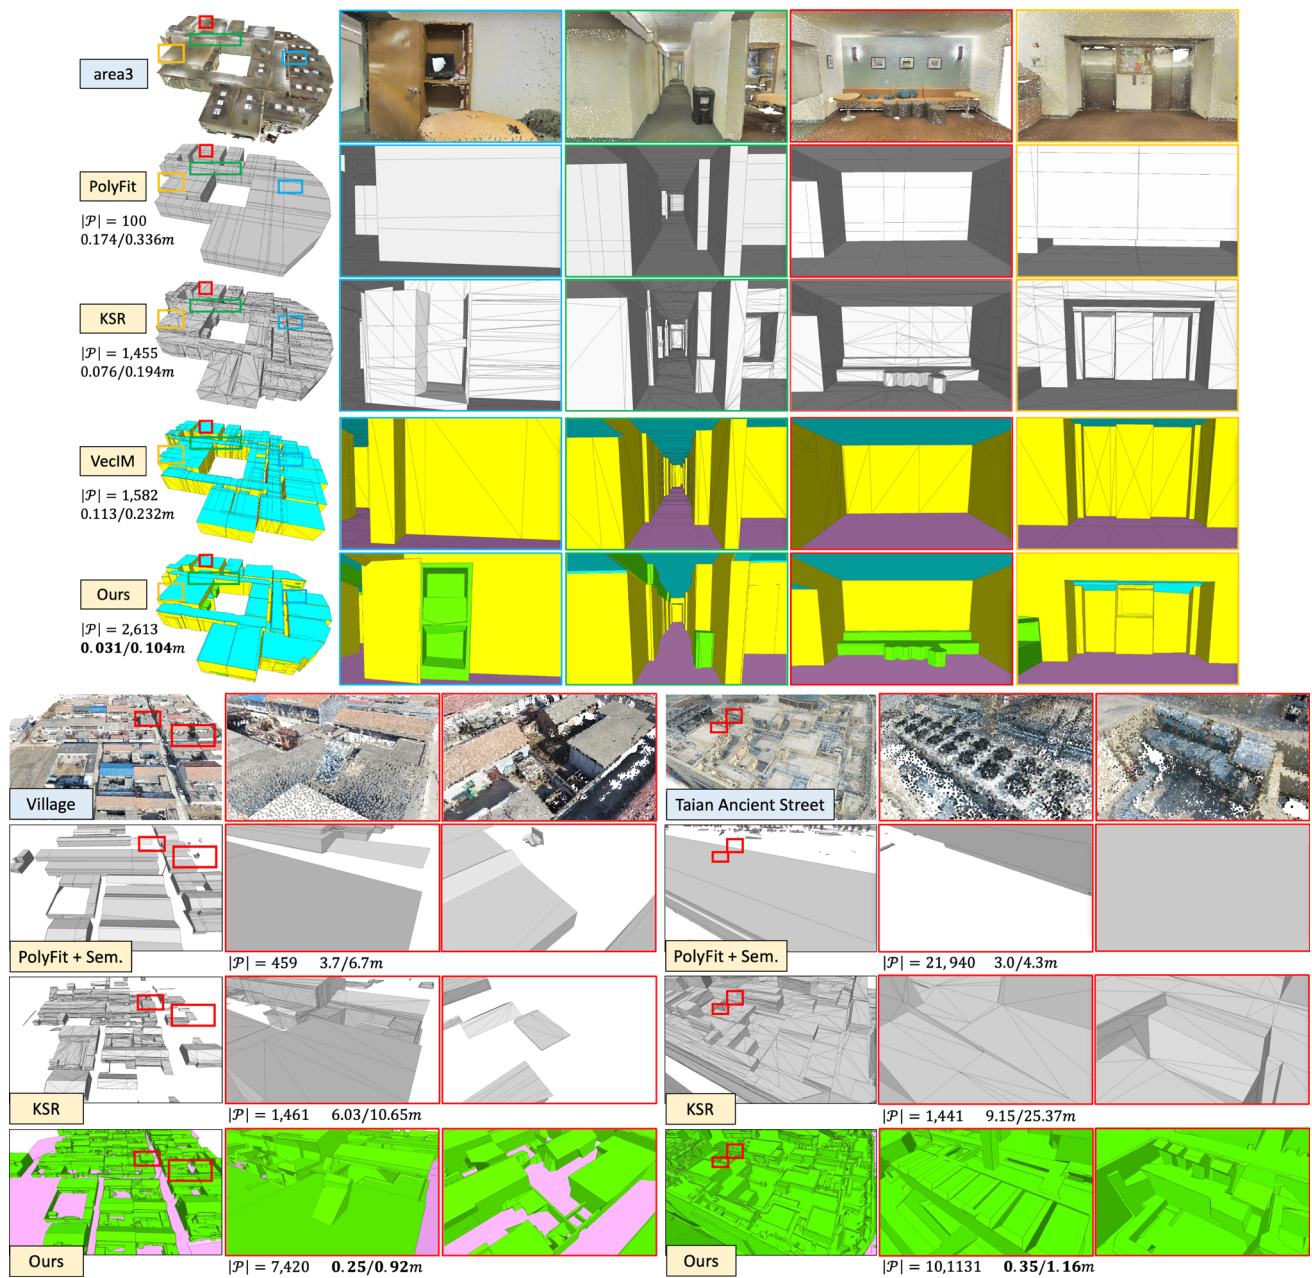 area3
PolyFit
|𝒫| = 100
0.174/0.336m
KSR
|𝒫| = 1,455
0.076/0.194m
VecIM
|𝒫| = 1,582
0.113/0.232m
Ours
|𝒫| = 2,613
0.031/0.104m
Village
Taian Ancient Street
PolyFit + Sem.
|𝒫| = 459 3.7/6.7m
PolyFit + Sem.
|𝒫| = 21,940 3.0/4.3m
KSR
|𝒫| = 1,461 6.03/10.65m
KSR
|𝒫| = 1,441 9.15/25.37m
Ours
|𝒫| = 7,420 0.25/0.92m
Ours
|𝒫| = 10,1131 0.35/1.16m